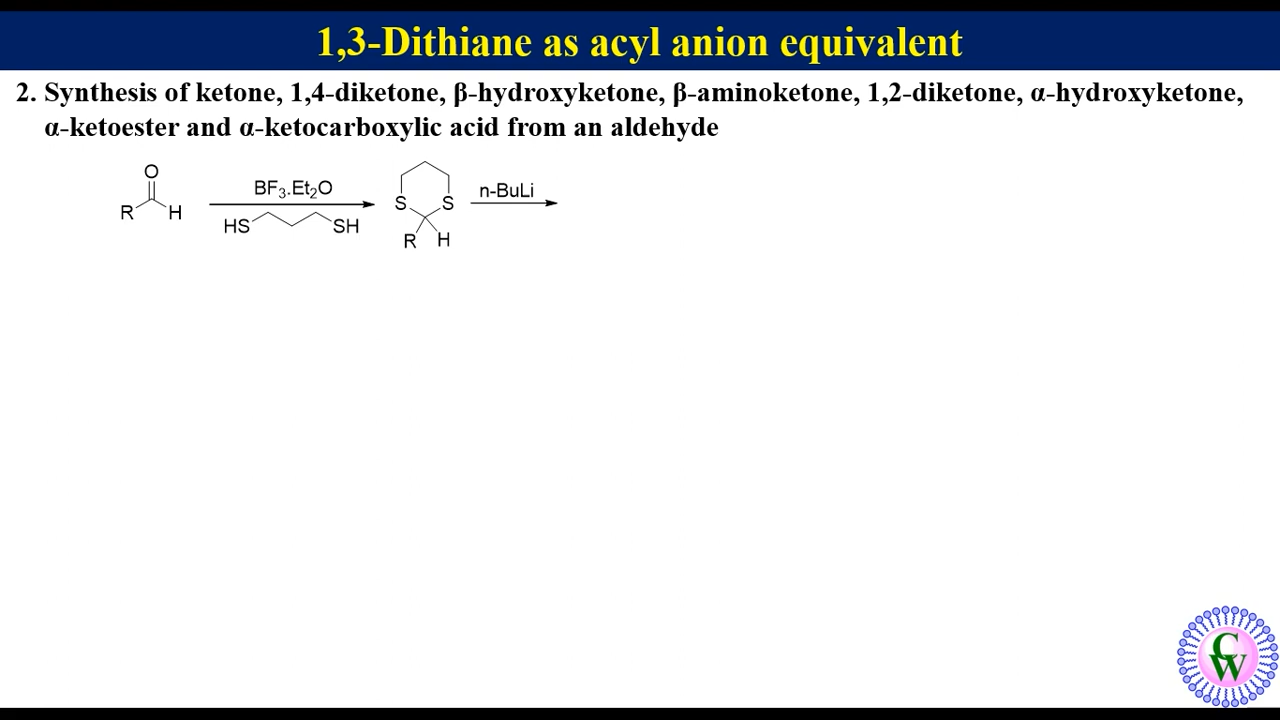 1,3-Dithiane as acyl anion equivalent
2. Synthesis of ketone, 1,4-diketone, β-hydroxyketone, β-aminoketone, 1,2-diketone, α-hydroxyketone,
α-ketoester and α-ketocarboxylic acid from an aldehyde
O
R H
BF₃.Et₂O
HS SH
S S
R H
n-BuLi
C
W